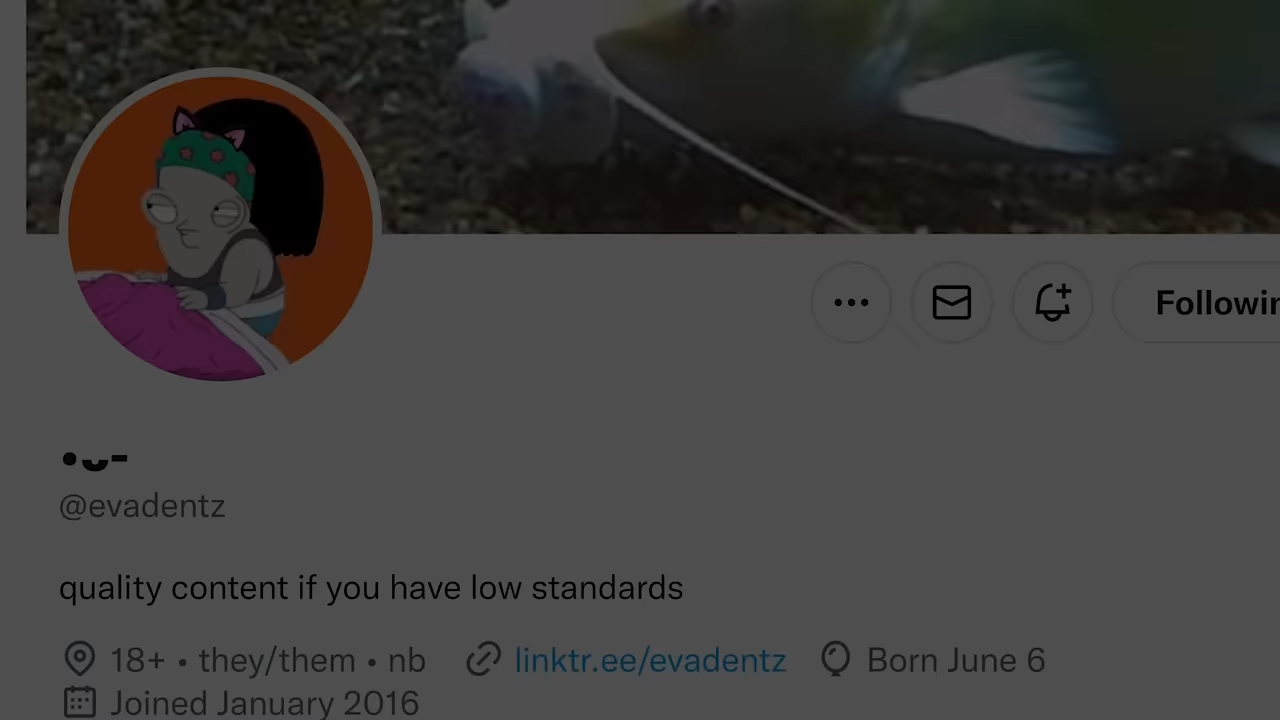 Followin
•ᴗ-
@evadentz
quality content if you have low standards
18+ • they/them • nb linktr.ee/evadentz Born June 6
Joined January 2016